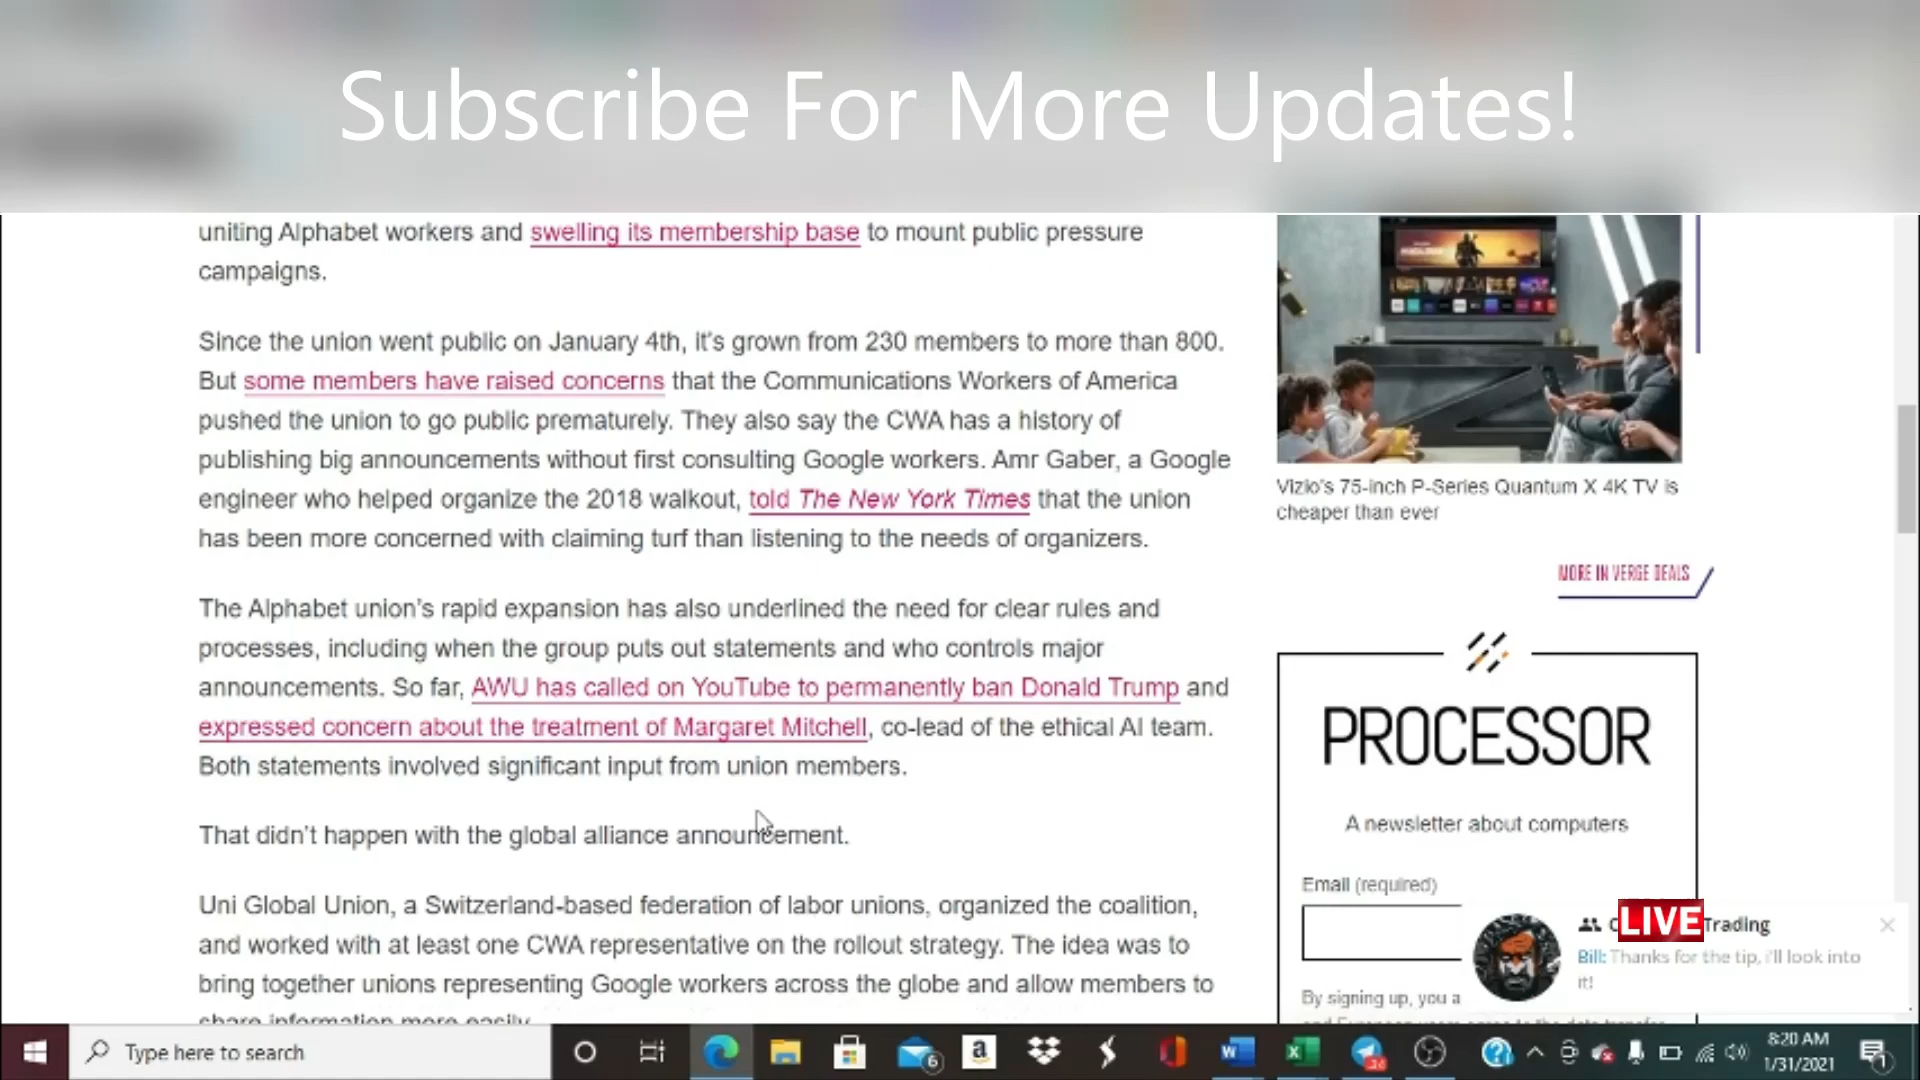 Subscribe For More Updates!
uniting Alphabet workers and swelling its membership base to mount public pressure
campaigns.
Since the union went public on January 4th, it's grown from 230 members to more than 800.
But some members have raised concerns that the Communications Workers of America
pushed the union to go public prematurely. They also say the CWA has a history of
publishing big announcements without first consulting Google workers. Amr Gaber, a Google
engineer who helped organize the 2018 walkout, told The New York Times that the union
has been more concerned with claiming turf than listening to the needs of organizers.
The Alphabet union's rapid expansion has also underlined the need for clear rules and
processes, including when the group puts out statements and who controls major
announcements. So far, AWU has called on YouTube to permanently ban Donald Trump and
expressed concern about the treatment of Margaret Mitchell, co-lead of the ethical AI team.
Both statements involved significant input from union members.
That didn't happen with the global alliance announcement.
Uni Global Union, a Switzerland-based federation of labor unions, organized the coalition,
and worked with at least one CWA representative on the rollout strategy. The idea was to
bring together unions representing Google workers across the globe and allow members to
share information more easily.
Vizio's 75-inch P-Series Quantum X 4K TV is
cheaper than ever
MORE IN VERGE DEALS
PROCESSOR
A newsletter about computers
Email (required)
By signing up, you a
LIVE Trading
Bill: Thanks for the tip, i'll look into
it!
Type here to search
6
8:20 AM
1/31/2021
1